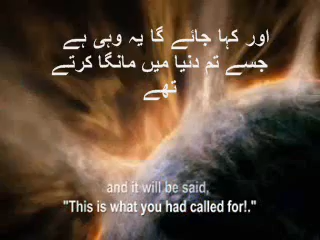 اور کہا جائے گا یہ وہی ہے
جسے تم دنیا میں مانگا کرتے
تھے
and it will be said,
"This is what you had called for!."